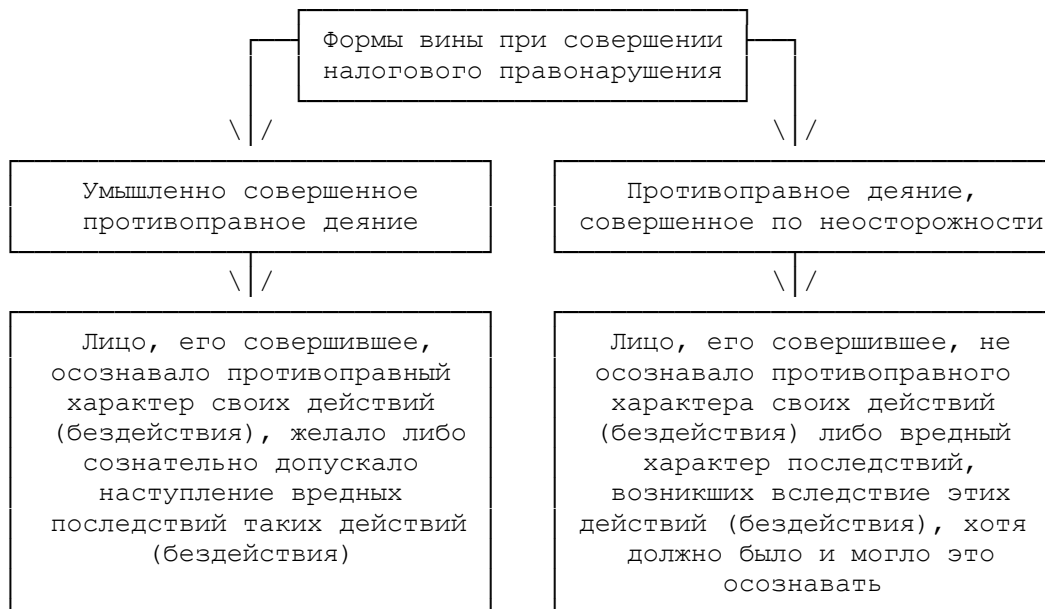 Формы вины при совершении
налогового правонарушения
Умышленно совершенное
противоправное деяние
Противоправное деяние,
совершенное по неосторожности
Лицо, его совершившее,
осознавало противоправный
характер своих действий
(бездействия), желало либо
сознательно допускало
наступление вредных
последствий таких действий
(бездействия)
Лицо, его совершившее, не
осознавало противоправного
характера своих действий
(бездействия) либо вредный
характер последствий,
возникших вследствие этих
действий (бездействия), хотя
должно было и могло это
осознавать